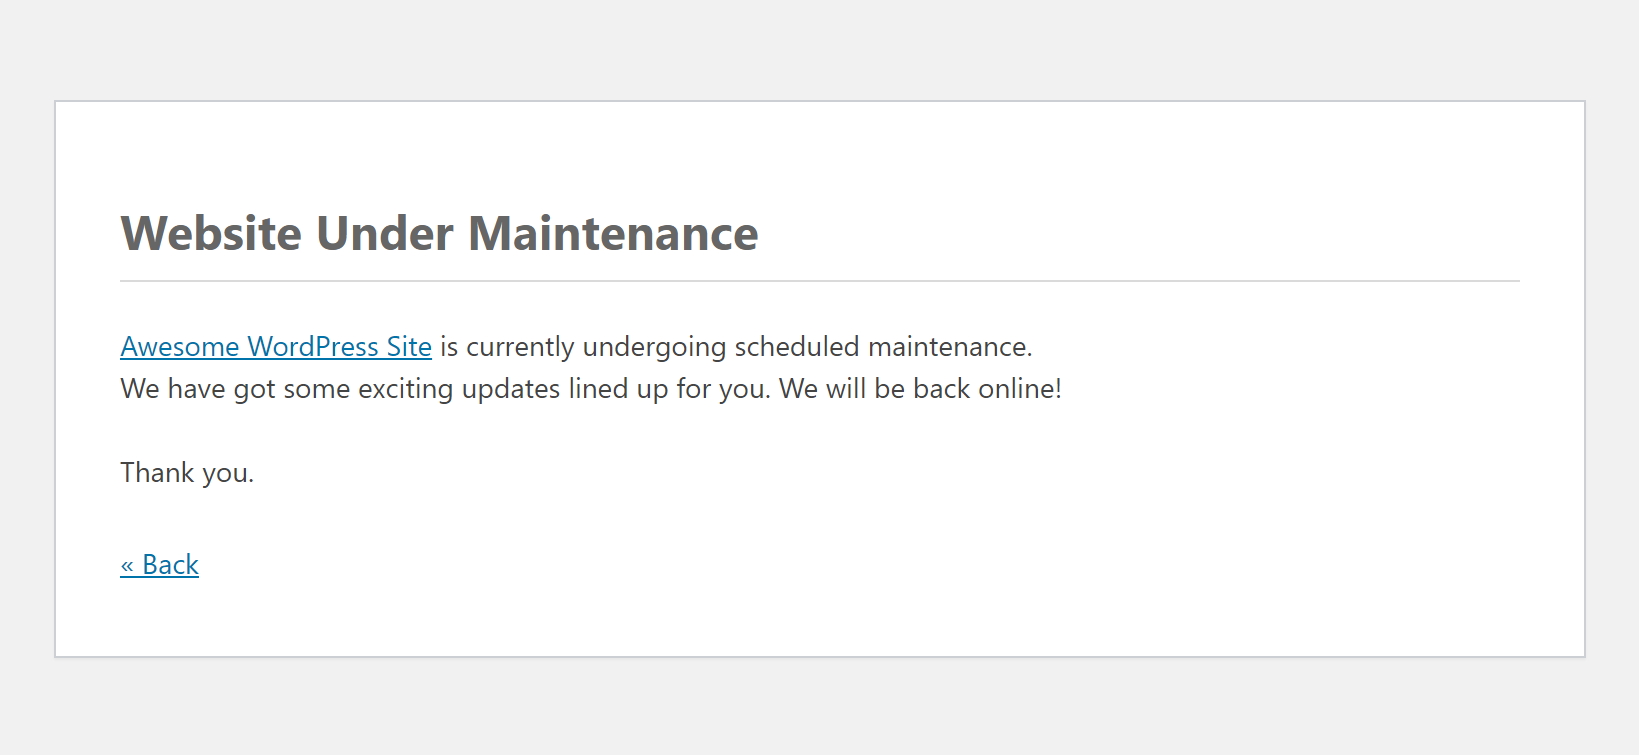 Website Under Maintenance
Awesome WordPress Site is currently undergoing scheduled maintenance.
We have got some exciting updates lined up for you. We will be back online!
Thank you.
« Back